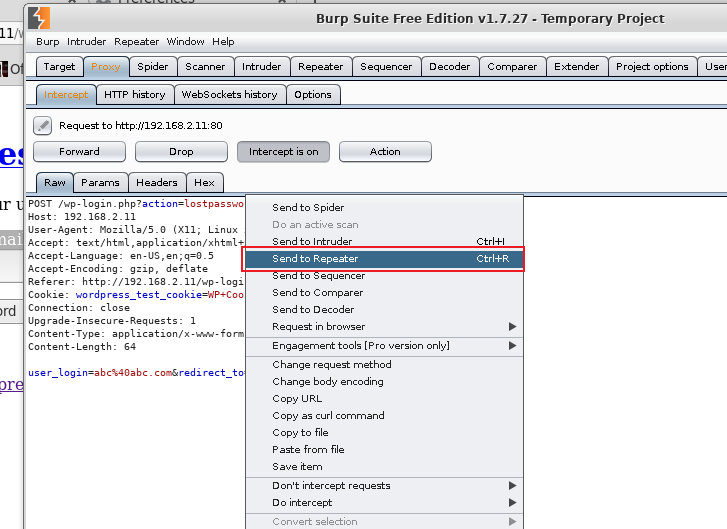 Burp Suite Free Edition v1.7.27 - Temporary Project
Burp Intruder Repeater Window Help
Target Proxy Spider Scanner Intruder Repeater Sequencer Decoder Comparer Extender Project options User
Intercept HTTP history WebSockets history Options
Request to http://192.168.2.11:80
Forward Drop Intercept is on Action
Raw Params Headers Hex
POST /wp-login.php?action=lostpasswo
Host: 192.168.2.11
User-Agent: Mozilla/5.0 (X11; Linux
Accept: text/html,application/xhtml+
Accept-Language: en-US,en;q=0.5
Accept-Encoding: gzip, deflate
Referer: http://192.168.2.11/wp-logi
Cookie: wordpress_test_cookie=WP+Coo
Connection: close
Upgrade-Insecure-Requests: 1
Content-Type: application/x-www-form
Content-Length: 64
user_login=abc%40abc.com&redirect_to=
Send to Spider
Do an active scan
Send to Intruder Ctrl+I
Send to Repeater Ctrl+R
Send to Sequencer
Send to Comparer
Send to Decoder
Request in browser
Engagement tools [Pro version only]
Change request method
Change body encoding
Copy URL
Copy as curl command
Copy to file
Paste from file
Save item
Don't intercept requests
Do intercept
Convert selection